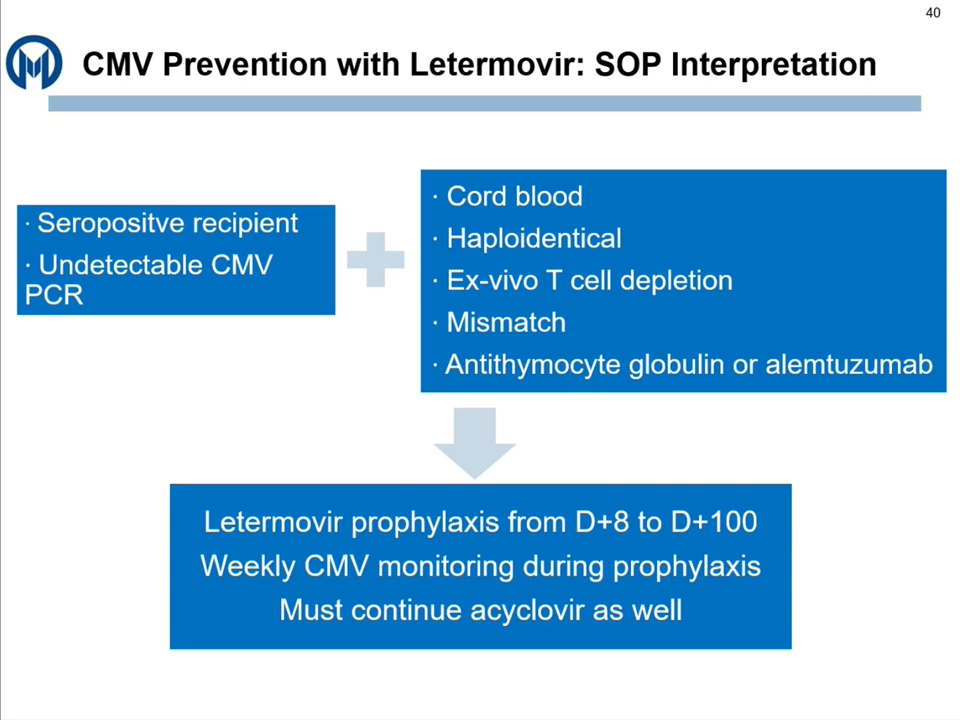 40
CMV Prevention with Letermovir: SOP Interpretation
· Seropositve recipient
· Undetectable CMV
PCR
· Cord blood
· Haploidentical
· Ex-vivo T cell depletion
· Mismatch
· Antithymocyte globulin or alemtuzumab
Letermovir prophylaxis from D+8 to D+100
Weekly CMV monitoring during prophylaxis
Must continue acyclovir as well